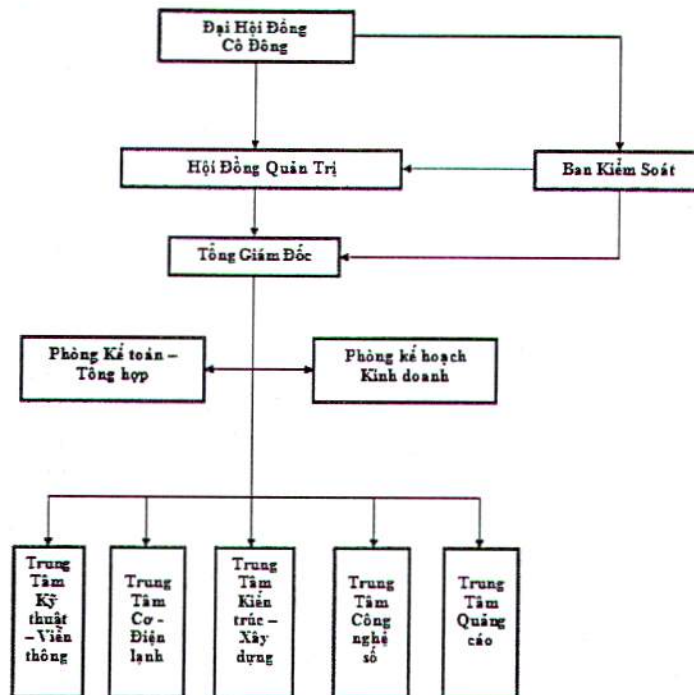 Đại Hội Đồng
Cổ Đông
Hội Đồng Quản Trị
Ban Kiểm Soát
Tổng Giám Đốc
Phòng Kế toán –
Tông hợp
Phòng kế hoạch
Kinh doanh
Trung
Tâm
Kỹ
thuật
– Viễn
thông
Trung
Tâm
Cơ -
Điện
lạnh
Trung
Tâm
Kiến
trúc –
Xây
dựng
Trung
Tâm
Công
nghệ
số
Trung
Tâm
Quảng
cáo